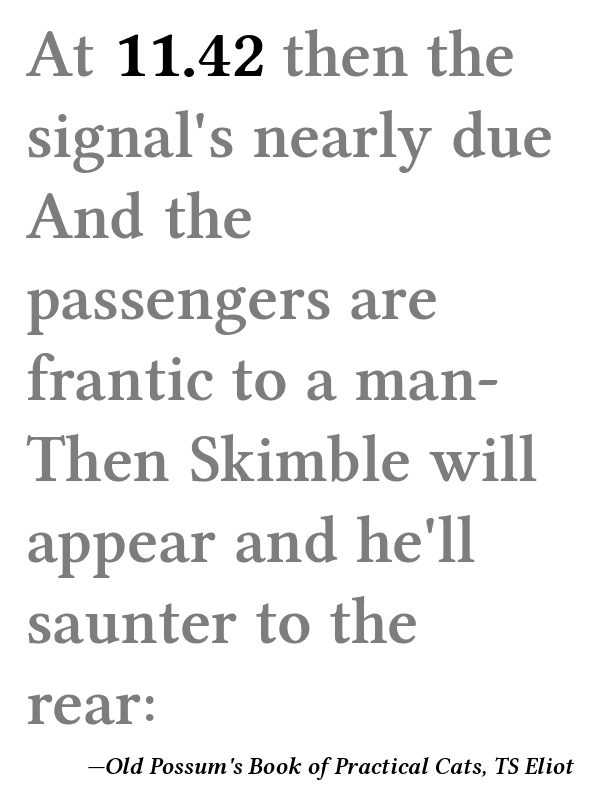 At 11.42 then the
signal's nearly due
And the
passengers are
frantic to a man-
Then Skimble will
appear and he'll
saunter to the
rear:
—Old Possum's Book of Practical Cats, TS Eliot